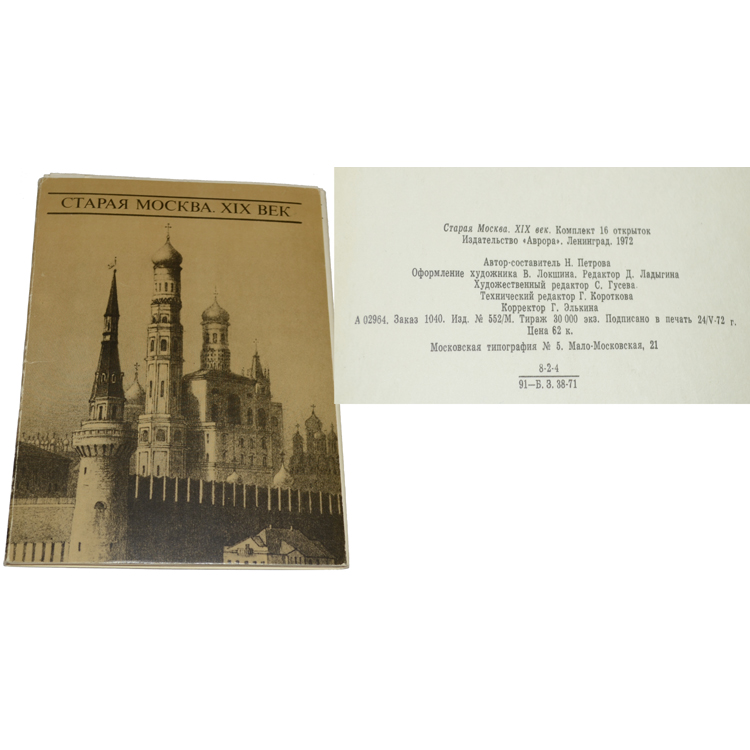 СТАРАЯ МОСКВА. XIX ВЕК
Старая Москва. XIX век. Комплект 16 открыток
Издательство «Аврора». Ленинград. 1972
Автор-составитель Н. Петрова
Оформление художника В. Локшина. Редактор Д. Ладыгина
Художественный редактор С. Гусева
Технический редактор Г. Короткова
Корректор Г. Элькина
А 02964. Заказ 1040. Изд. № 552/М. Тираж 30 000 экз. Подписано в печать 24/V-72 г.
Цена 62 к.
Московская типография № 5. Мало-Московская, 21
8-2-4
91—Б. З. 38-71